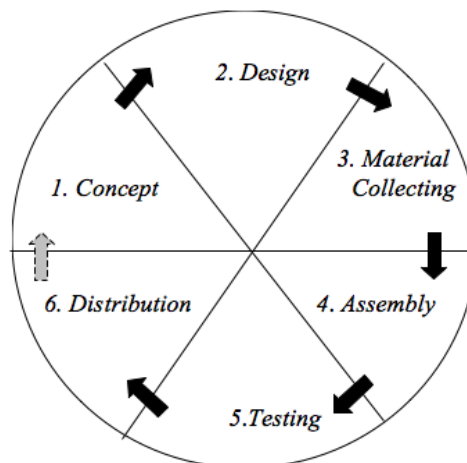 1. Concept
2. Design
3. Material
Collecting
4. Assembly
5.Testing
6. Distribution